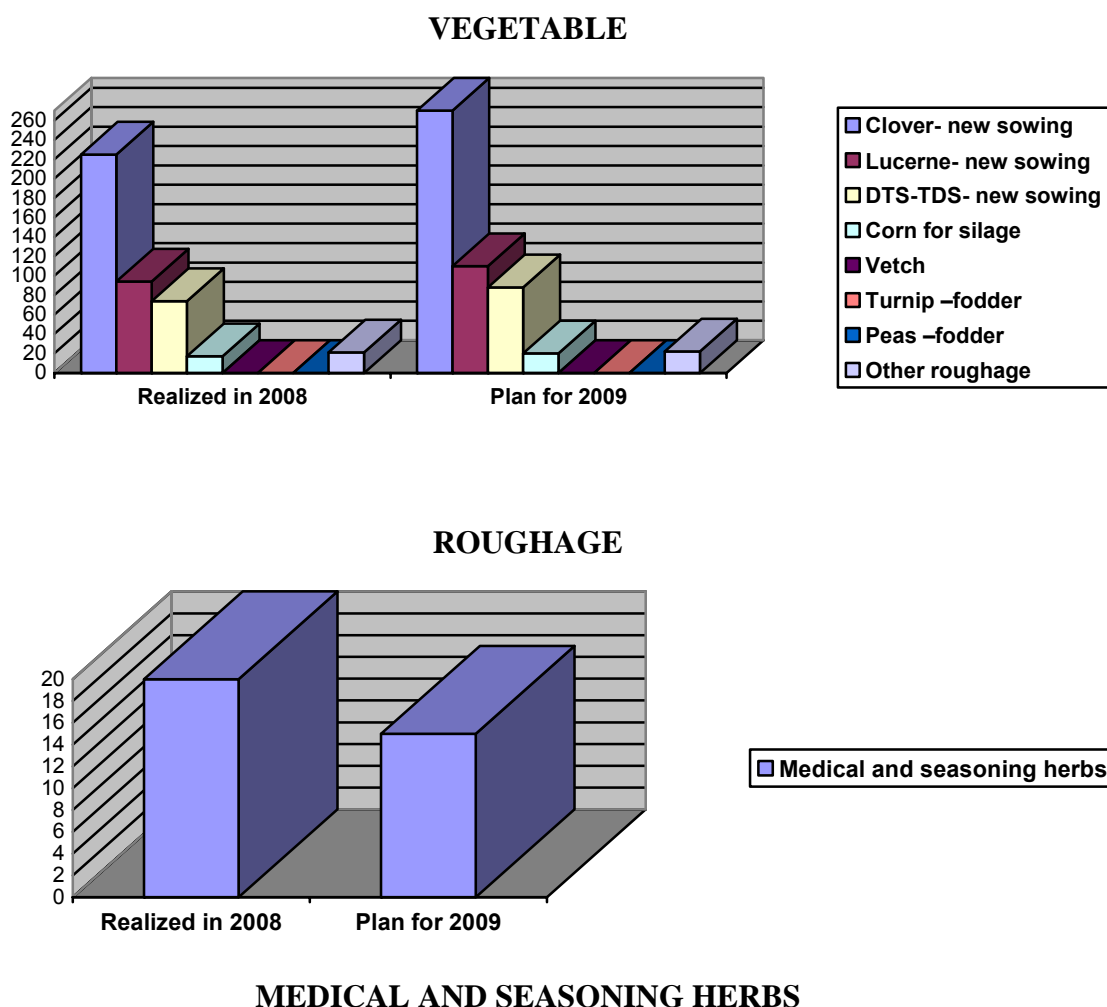 VEGETABLE
260
240
220
200
180
160
140
120
100
80
60
40
20
0
Realized in 2008
Plan for 2009
Clover- new sowing
Lucerne- new sowing
DTS-TDS- new sowing
Corn for silage
Vetch
Turnip –fodder
Peas –fodder
Other roughage
ROUGHAGE
20
18
16
14
12
10
8
6
4
2
0
Realized in 2008
Plan for 2009
Medical and seasoning herbs
MEDICAL AND SEASONING HERBS